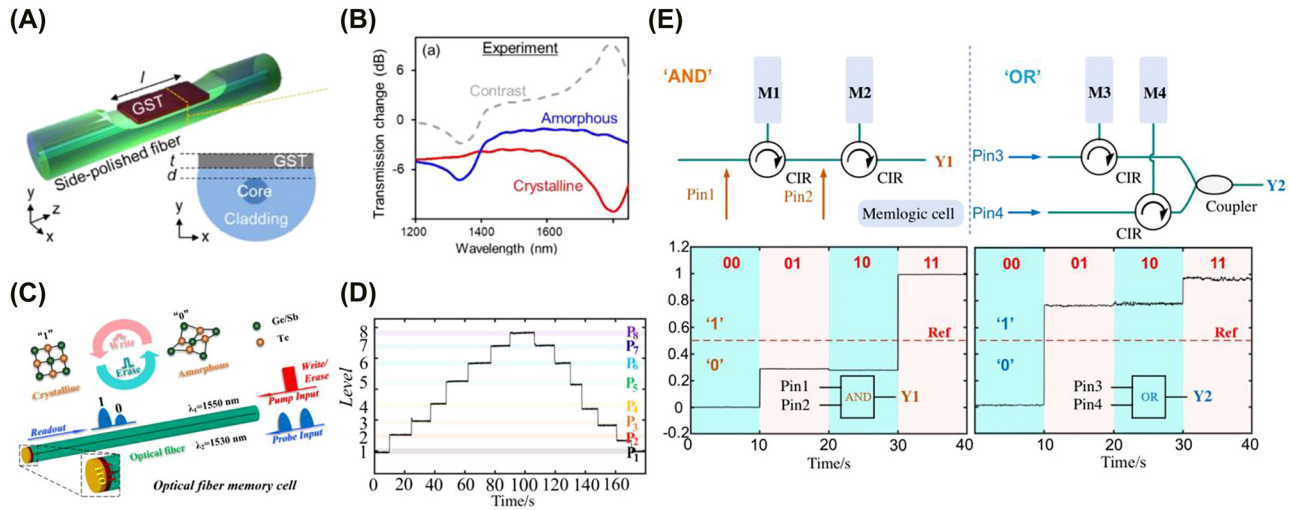 (A)
l
GST
Side-polished fiber
t
d
GST
Core
Cladding
y
z
x
y
x
(B)
(a)
Experiment
Contrast
Amorphous
Crystalline
Transmission change (dB)
6
0
-6
1200 1400 1600 1800
Wavelength (nm)
(C)
"1"
"0"
Ge/Sb
Te
Write
Erase
Crystalline
Amorphous
Write/
Erase
Pump Input
1
0
λ₁=1550 nm
Readout
λ₂=1530 nm
Probe Input
Optical fiber
ITO
Optical fiber memory cell
(D)
Level
8
7
6
5
4
3
2
1
P₈
P₇
P₆
P₅
P₄
P₃
P₂
P₁
0 20 40 60 80 100 120 140 160
Time/s
(E)
'AND'
M1
M2
CIR
CIR
Y1
Pin1
Pin2
Memlogic cell
'OR'
M3
M4
Pin3
CIR
Pin4
CIR
Y2
Coupler
1.2
1
0.8
0.6
0.4
0.2
0
-0.2
00 01 10 11
'1'
Ref
'0'
Pin1
Pin2
AND
Y1
0 10 20 30 40
Time/s
00 01 10 11
'1'
Ref
'0'
Pin3
Pin4
OR
Y2
0 10 20 30 40
Time/s